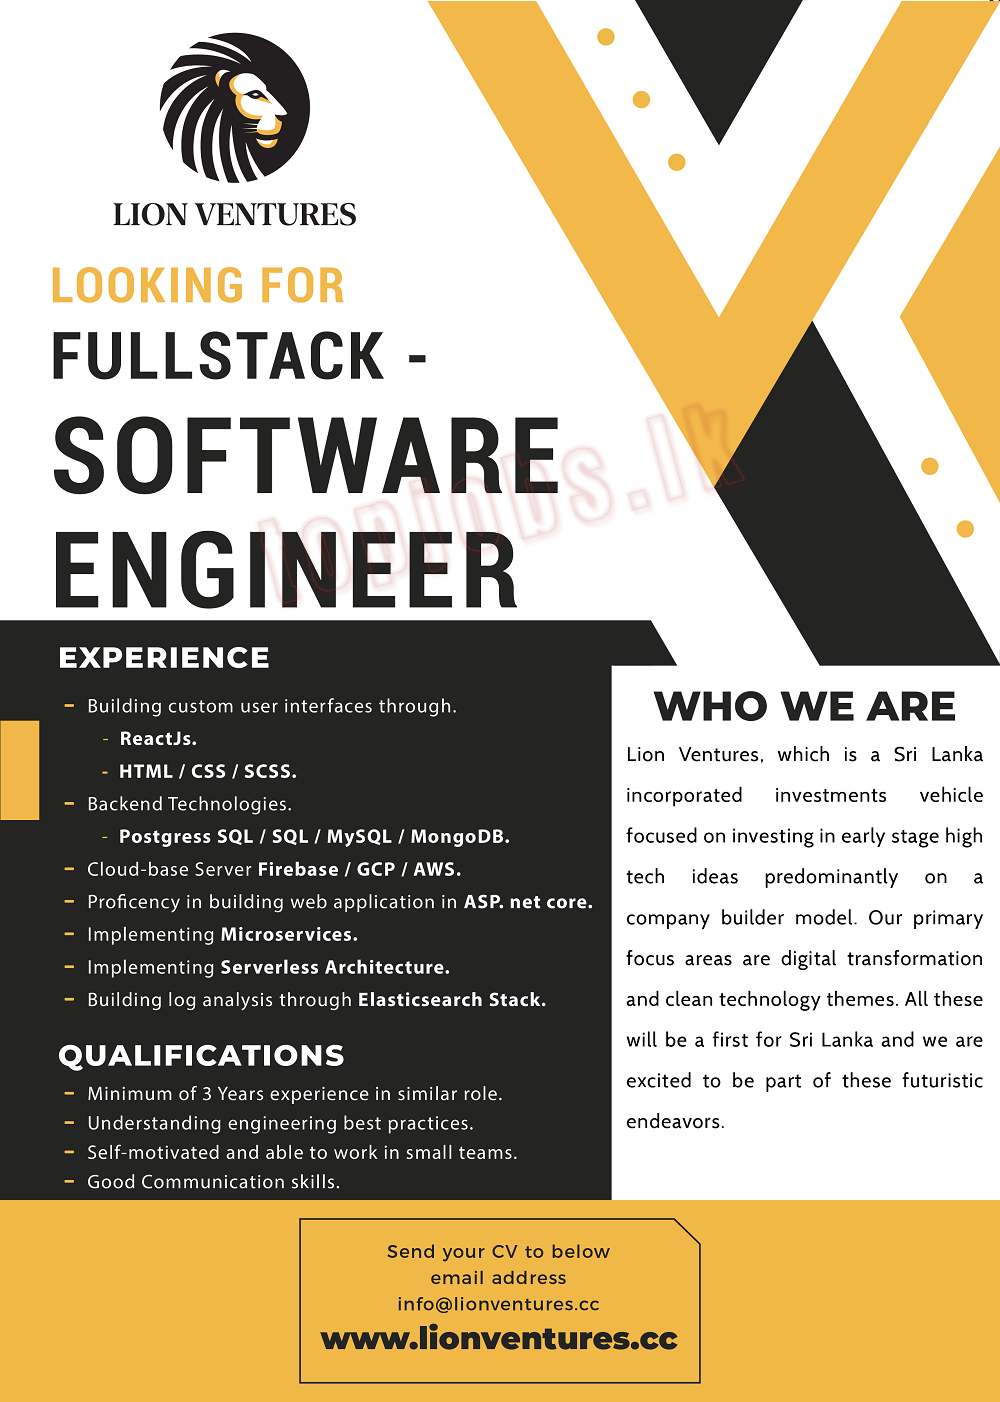 LION VENTURES
LOOKING FOR
FULLSTACK -
SOFTWARE
ENGINEER
topjobs.lk
EXPERIENCE
– Building custom user interfaces through.
- ReactJs.
- HTML / CSS / SCSS.
– Backend Technologies.
- Postgress SQL / SQL / MySQL / MongoDB.
– Cloud-base Server Firebase / GCP / AWS.
– Proficency in building web application in ASP. net core.
– Implementing Microservices.
– Implementing Serverless Architecture.
– Building log analysis through Elasticsearch Stack.
QUALIFICATIONS
– Minimum of 3 Years experience in similar role.
– Understanding engineering best practices.
– Self-motivated and able to work in small teams.
– Good Communication skills.
WHO WE ARE
Lion Ventures, which is a Sri Lanka
incorporated investments vehicle
focused on investing in early stage high
tech ideas predominantly on a
company builder model. Our primary
focus areas are digital transformation
and clean technology themes. All these
will be a first for Sri Lanka and we are
excited to be part of these futuristic
endeavors.
Send your CV to below
email address
info@lionventures.cc
www.lionventures.cc